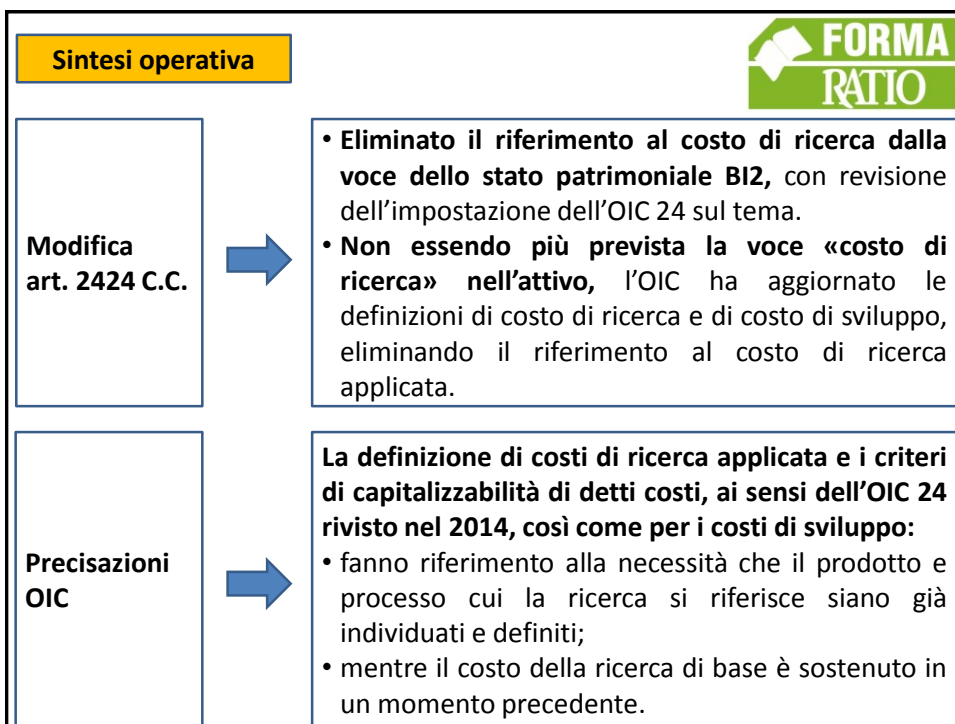 Sintesi operativa
FORMA
RATIO
Modifica
art. 2424 C.C.
• Eliminato il riferimento al costo di ricerca dalla
voce dello stato patrimoniale BI2, con revisione
dell’impostazione dell’OIC 24 sul tema.
• Non essendo più prevista la voce «costo di
ricerca» nell’attivo, l’OIC ha aggiornato le
definizioni di costo di ricerca e di costo di sviluppo,
eliminando il riferimento al costo di ricerca
applicata.
Precisazioni
OIC
La definizione di costi di ricerca applicata e i criteri
di capitalizzabilità di detti costi, ai sensi dell’OIC 24
rivisto nel 2014, così come per i costi di sviluppo:
• fanno riferimento alla necessità che il prodotto e
processo cui la ricerca si riferisce siano già
individuati e definiti;
• mentre il costo della ricerca di base è sostenuto in
un momento precedente.